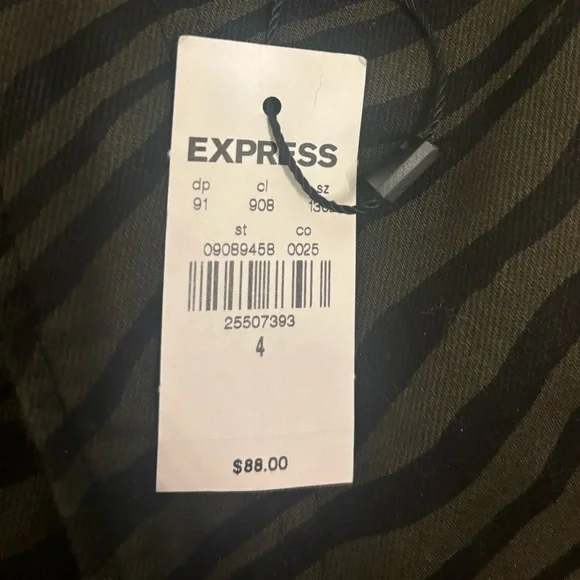 EXPRESS
dp cl sz
91 908
st co
09089458 0025
25507393
4
$88.00